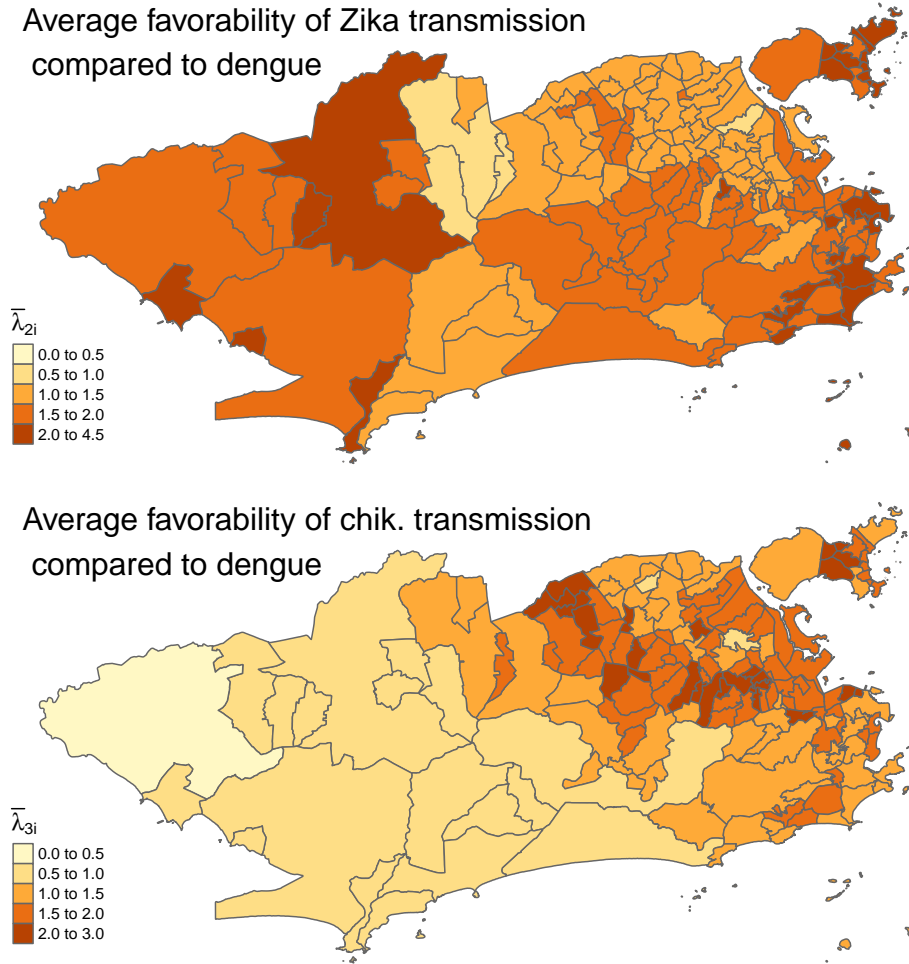 Average favorability of Zika transmission
compared to dengue
λ̅2i
0.0 to 0.5
0.5 to 1.0
1.0 to 1.5
1.5 to 2.0
2.0 to 4.5
Average favorability of chik. transmission
compared to dengue
λ̅3i
0.0 to 0.5
0.5 to 1.0
1.0 to 1.5
1.5 to 2.0
2.0 to 3.0